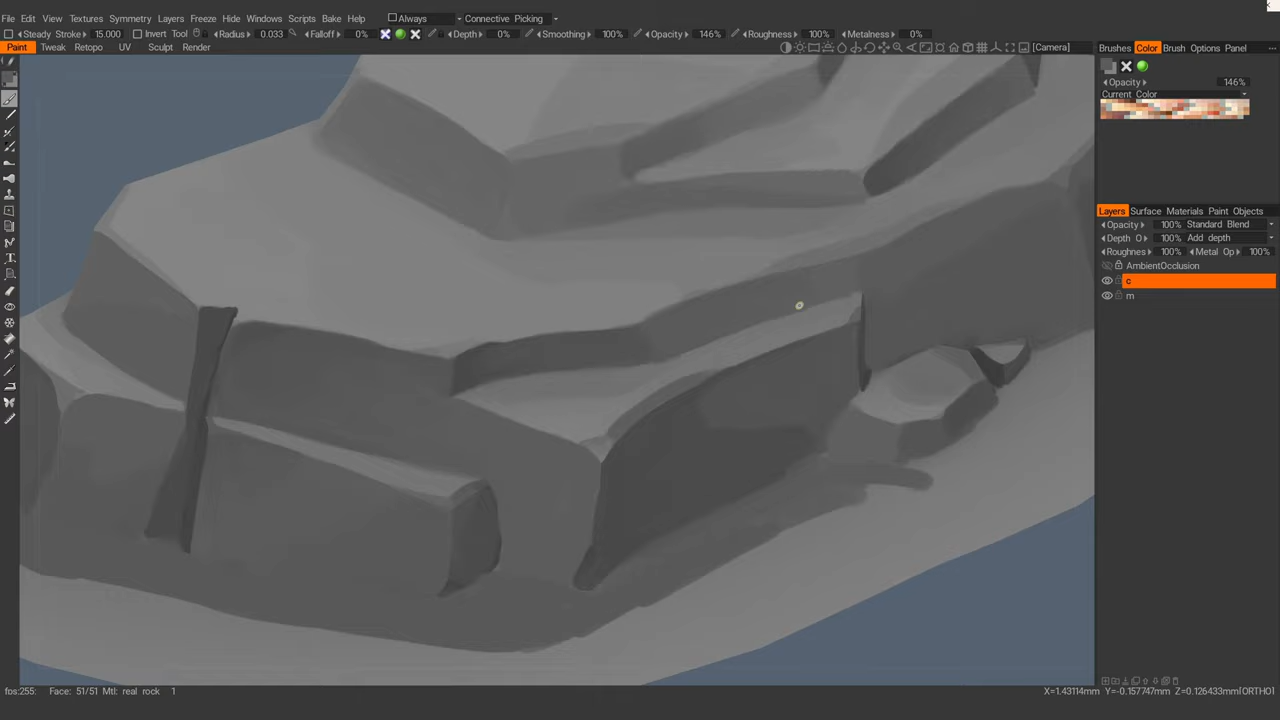 File Edit View Textures Symmetry Layers Freeze Hide Windows Scripts Bake Help Always Connective Picking
Steady Stroke 15.000 Invert Tool Radius 0.033 Falloff 0% Depth 0% Smoothing 100% Opacity 146% Roughness 100% Metalness 0%
Paint Tweak Retopo UV Sculpt Render [Camera] Brushes Color Brush Options Panel
Opacity 146%
Current Color
Layers Surface Materials Paint Objects
Opacity 100% Standard Blend
Depth O 100% Add depth
Roughnes 100% Metal Op 100%
AmbientOcclusion
c
m
fps:255: Face: 51/51 Mtl: real rock 1 X=1.43114mm Y=-0.157747mm Z=0.126433mm[ORTHO]